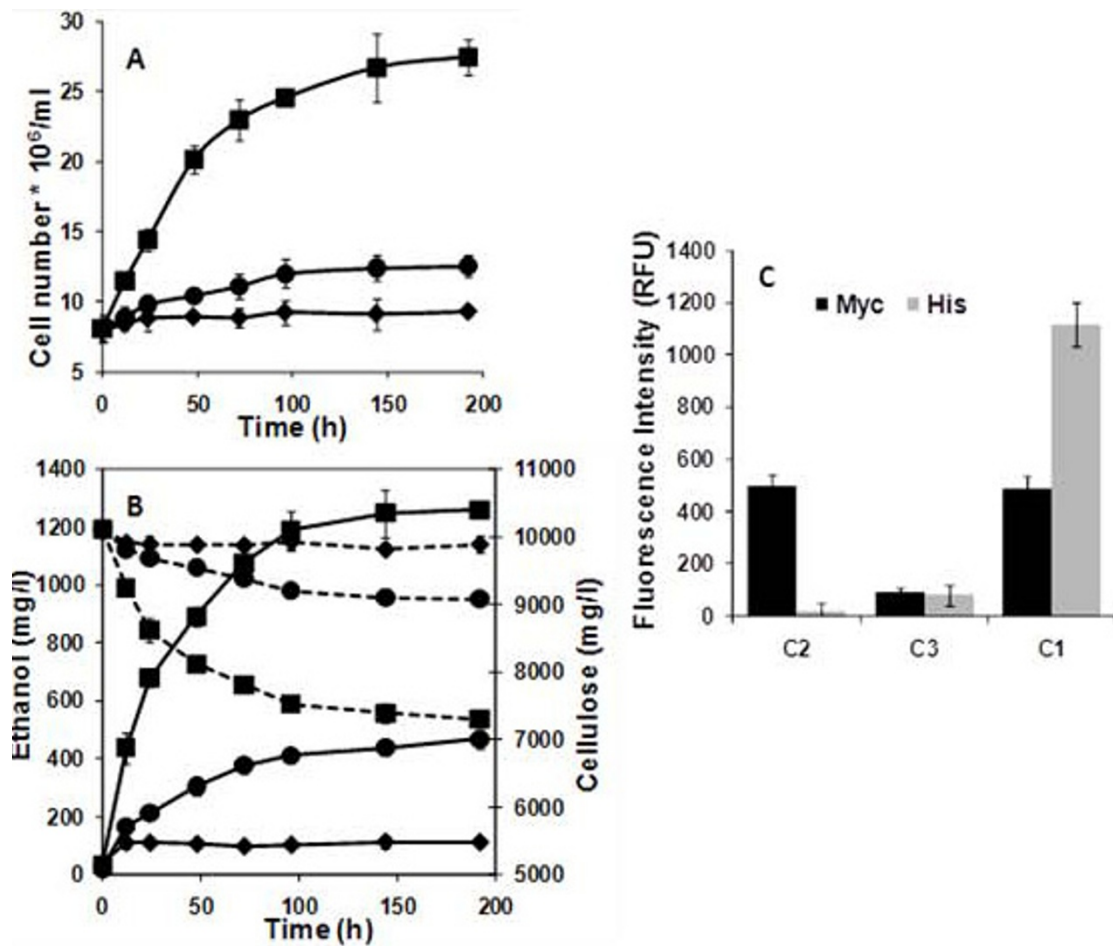 A
Cell number * 10⁶/ml
30
25
20
15
10
5
0 50 100 150 200
Time (h)
B
Ethanol (mg/l)
1400
1200
1000
800
600
400
200
0
Cellulose (mg/l)
11000
10000
9000
8000
7000
6000
5000
0 50 100 150 200
Time (h)
C
Myc His
Fluorescence Intensity (RFU)
1400
1200
1000
800
600
400
200
0
C2 C3 C1